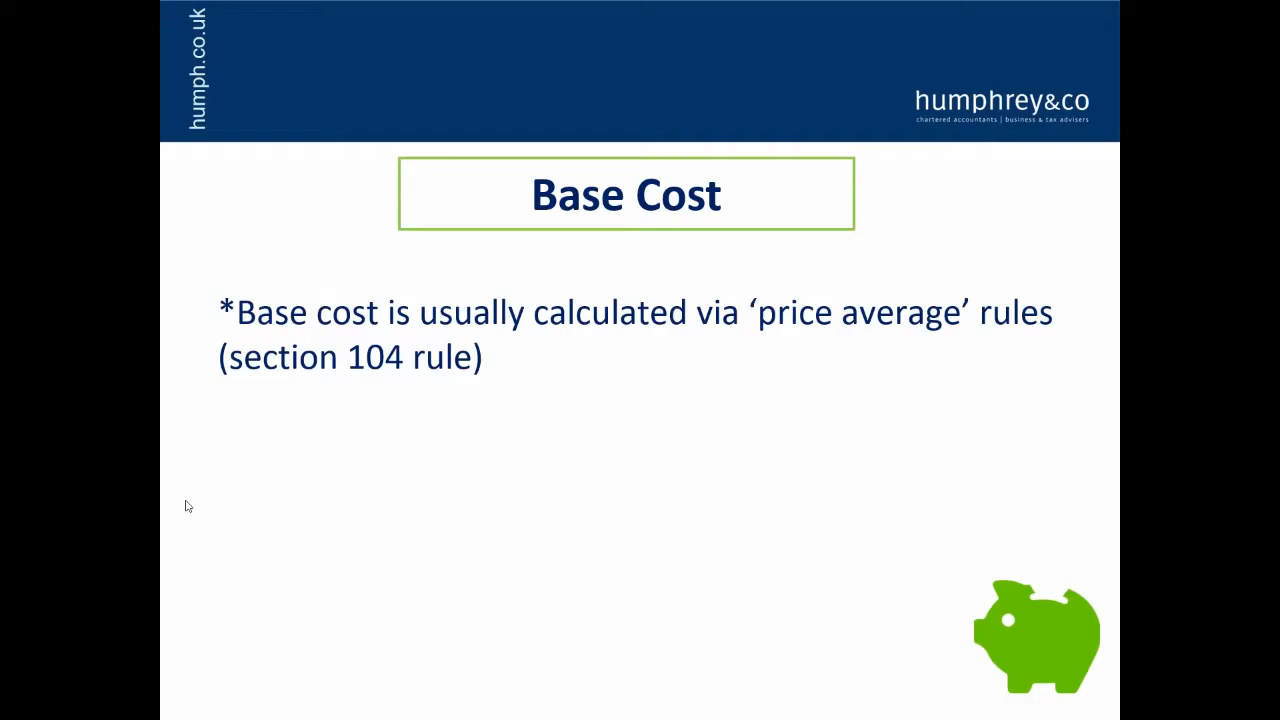 humph.co.uk
humphrey&co
chartered accountants | business & tax advisers
Base Cost
*Base cost is usually calculated via ‘price average’ rules
(section 104 rule)